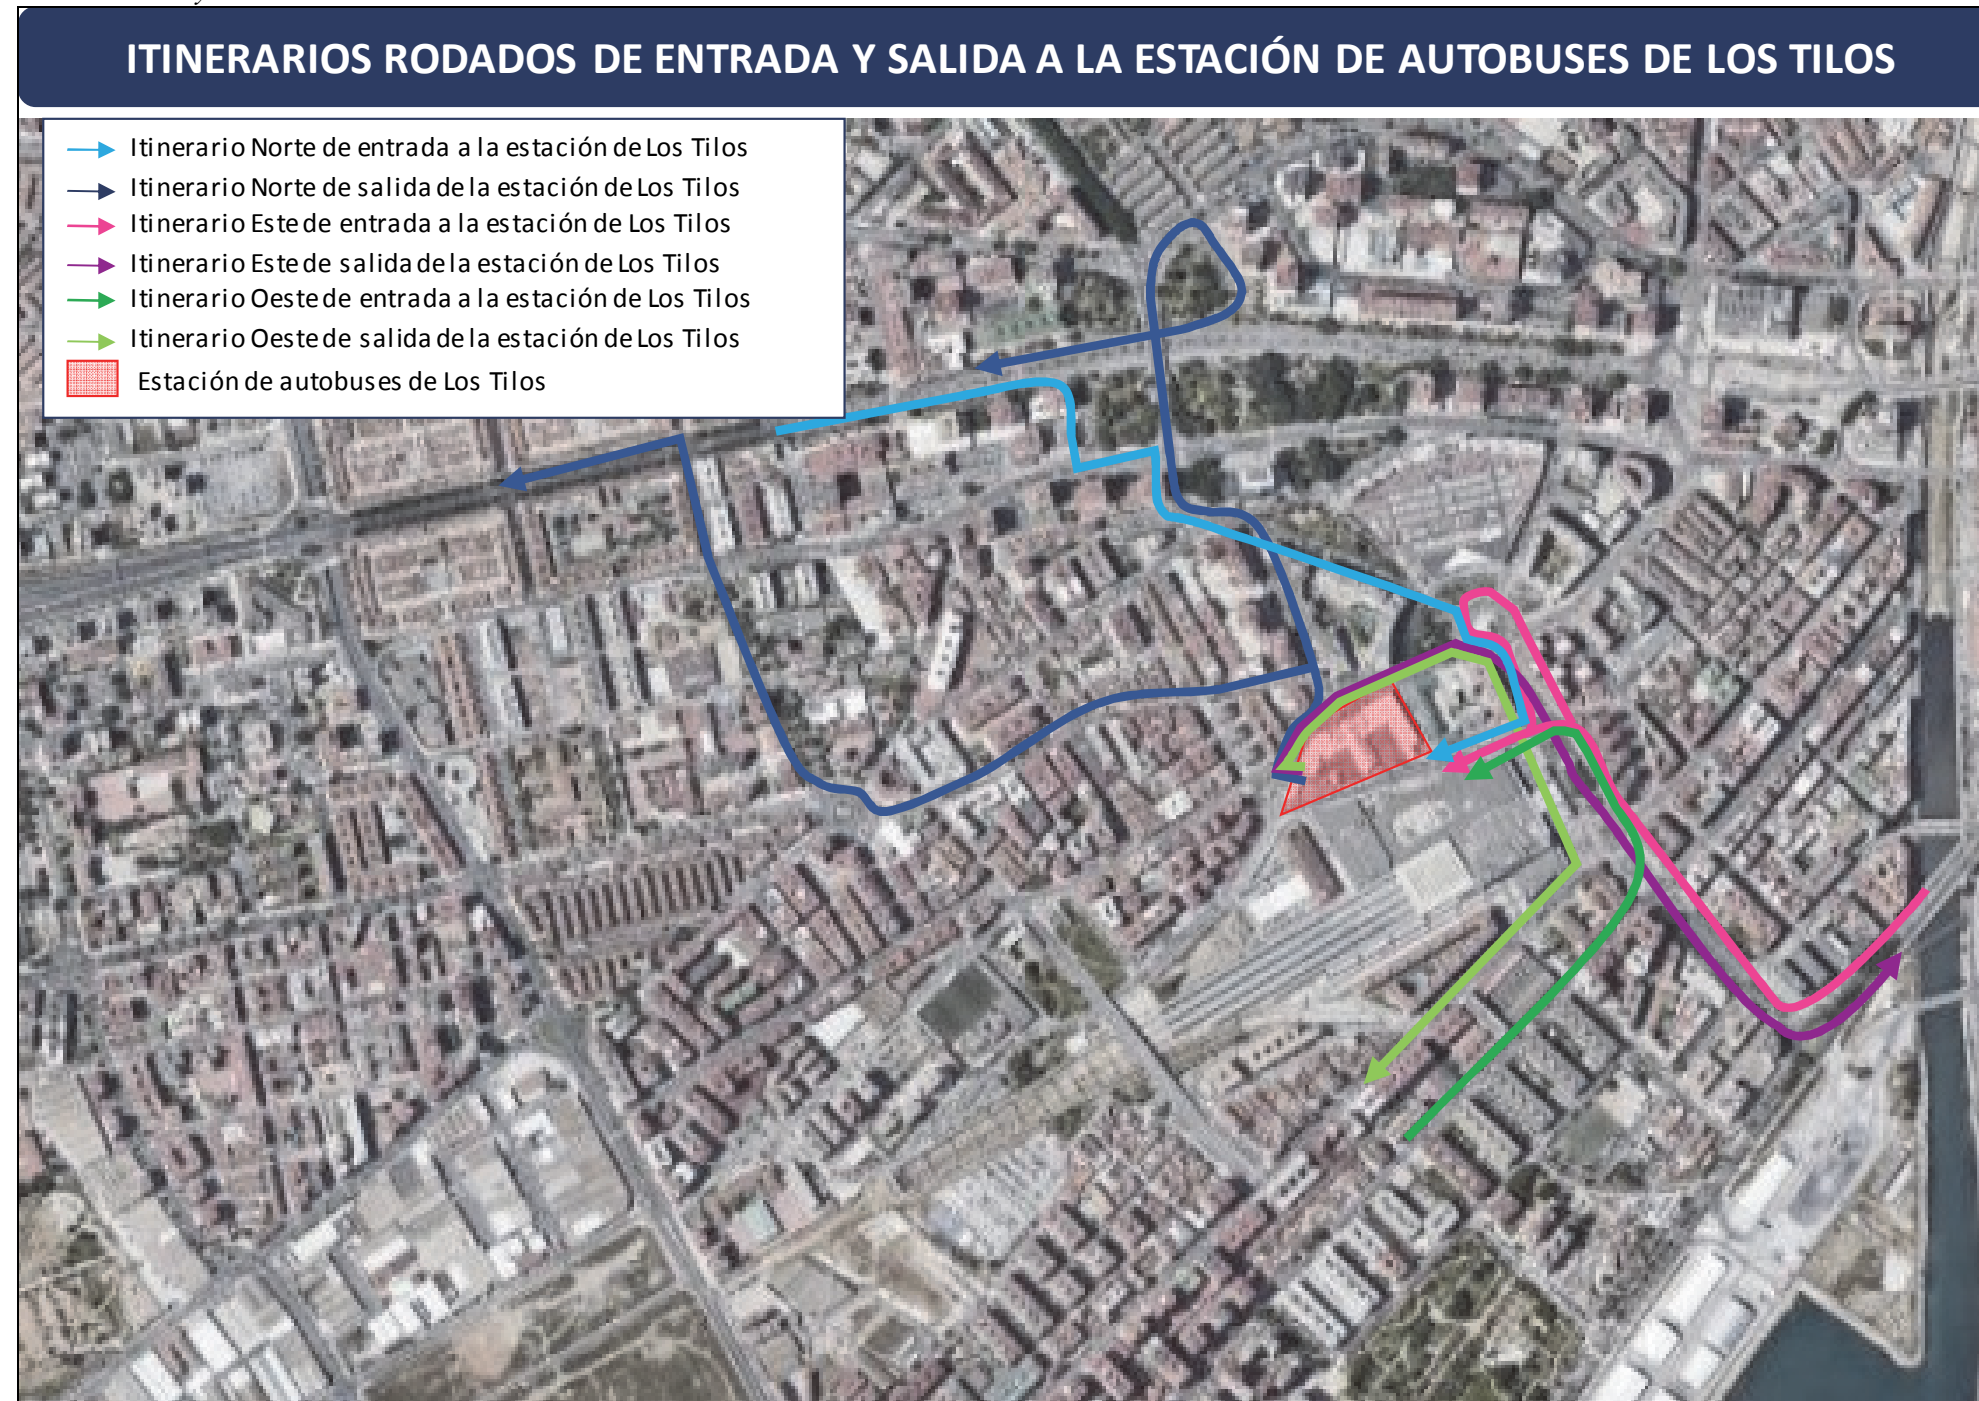 ITINERARIOS RODADOS DE ENTRADA Y SALIDA A LA ESTACIÓN DE AUTOBUSES DE LOS TILOS
Itinerario Norte de entrada a la estación de Los Tilos
Itinerario Norte de salida de la estación de Los Tilos
Itinerario Este de entrada a la estación de Los Tilos
Itinerario Este de salida de la estación de Los Tilos
Itinerario Oeste de entrada a la estación de Los Tilos
Itinerario Oeste de salida de la estación de Los Tilos
Estación de autobuses de Los Tilos